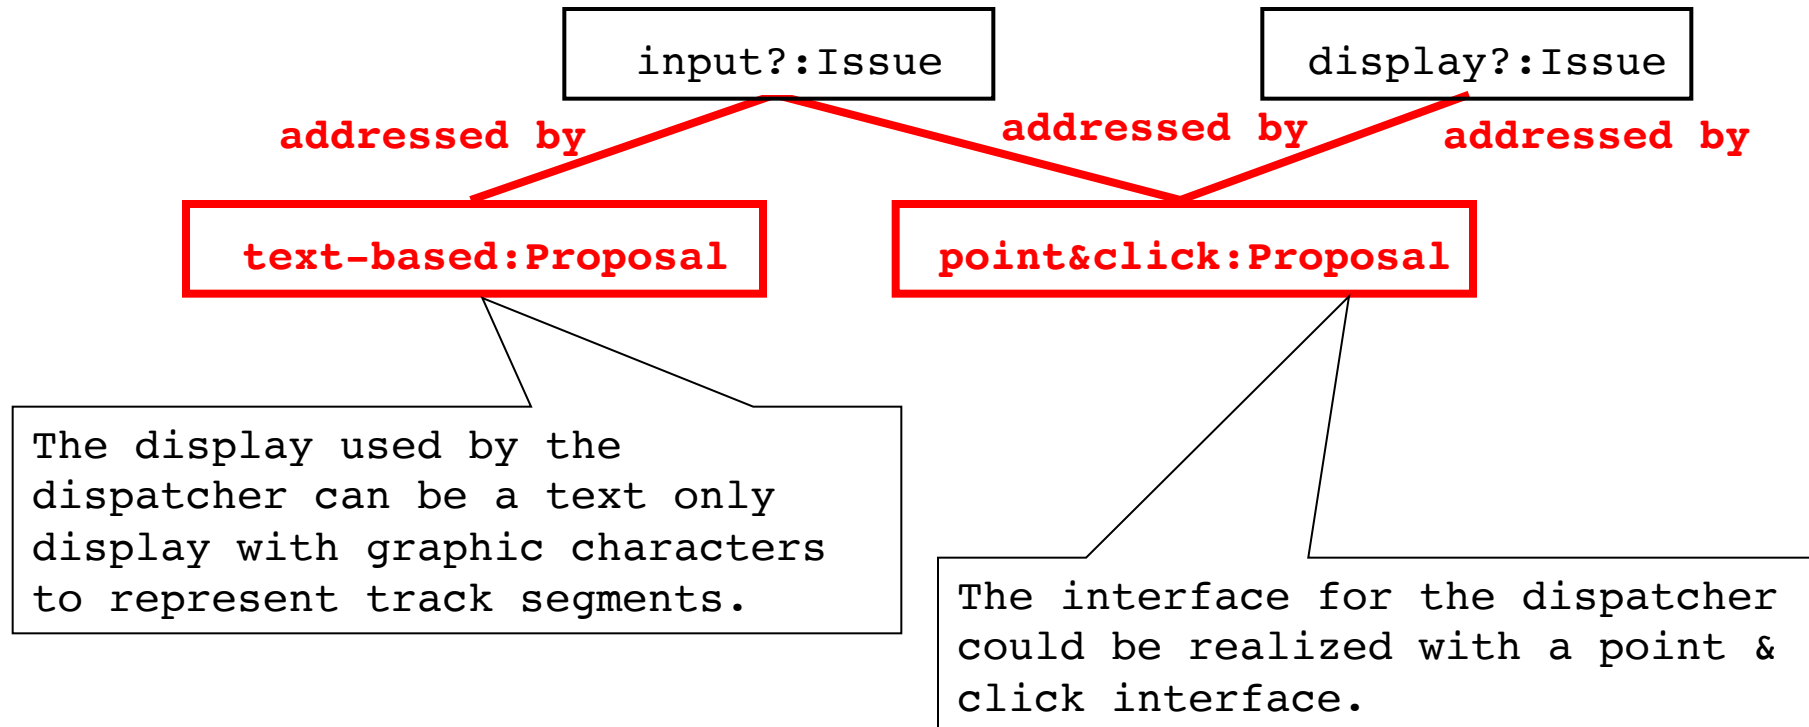 input?:Issue
display?:Issue
addressed by
addressed by
addressed by
text-based:Proposal
point&click:Proposal
The display used by the
dispatcher can be a text only
display with graphic characters
to represent track segments.
The interface for the dispatcher
could be realized with a point &
click interface.